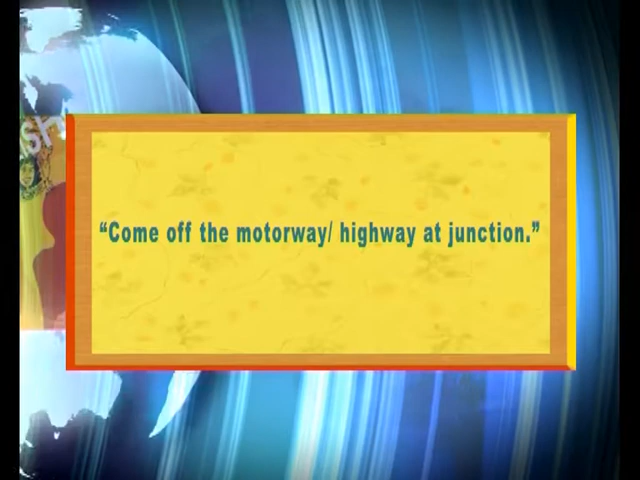 “Come off the motorway/ highway at junction.”